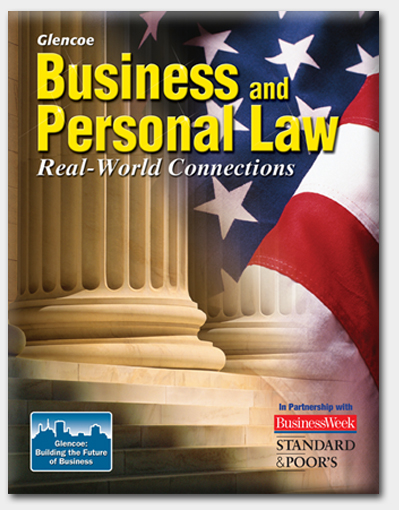 Glencoe
Business and
Personal Law
Real-World Connections
In Partnership with
BusinessWeek
STANDARD
&POOR'S
Glencoe:
Building the Future
of Business